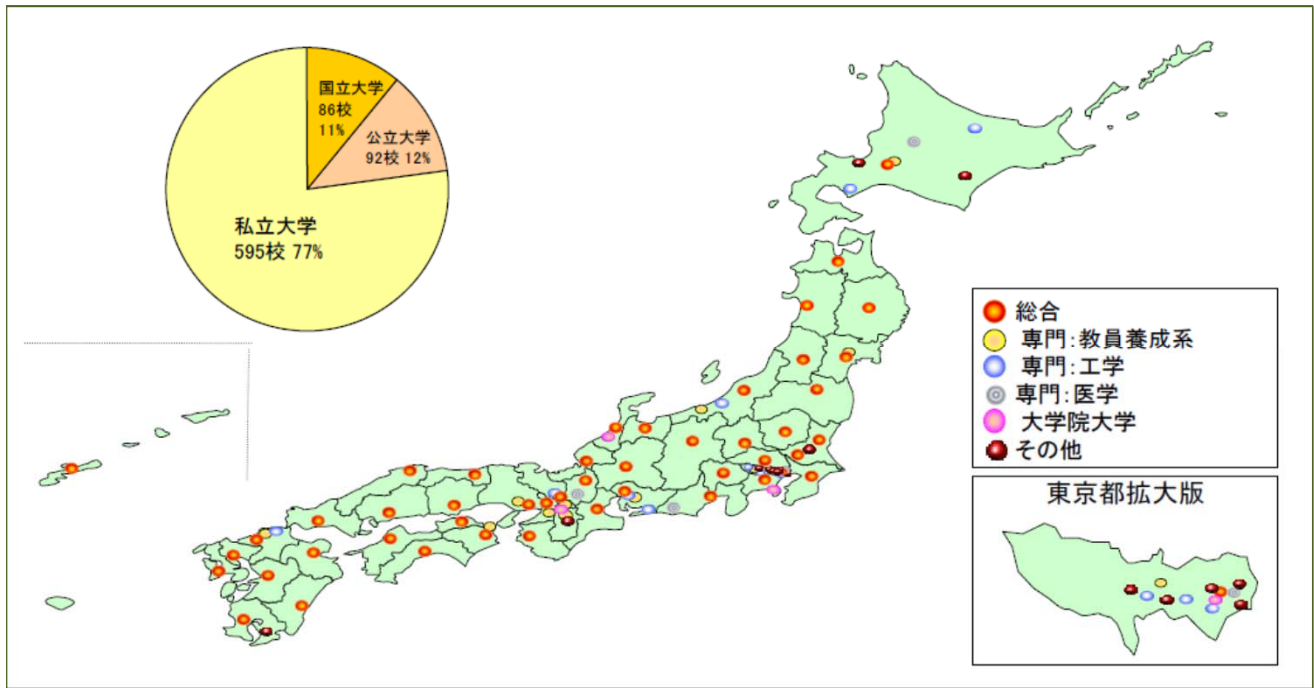 国立大学
86校
11%
公立大学
92校 12%
私立大学
595校 77%
総合
専門:教員養成系
専門:工学
専門:医学
大学院大学
その他
東京都拡大版